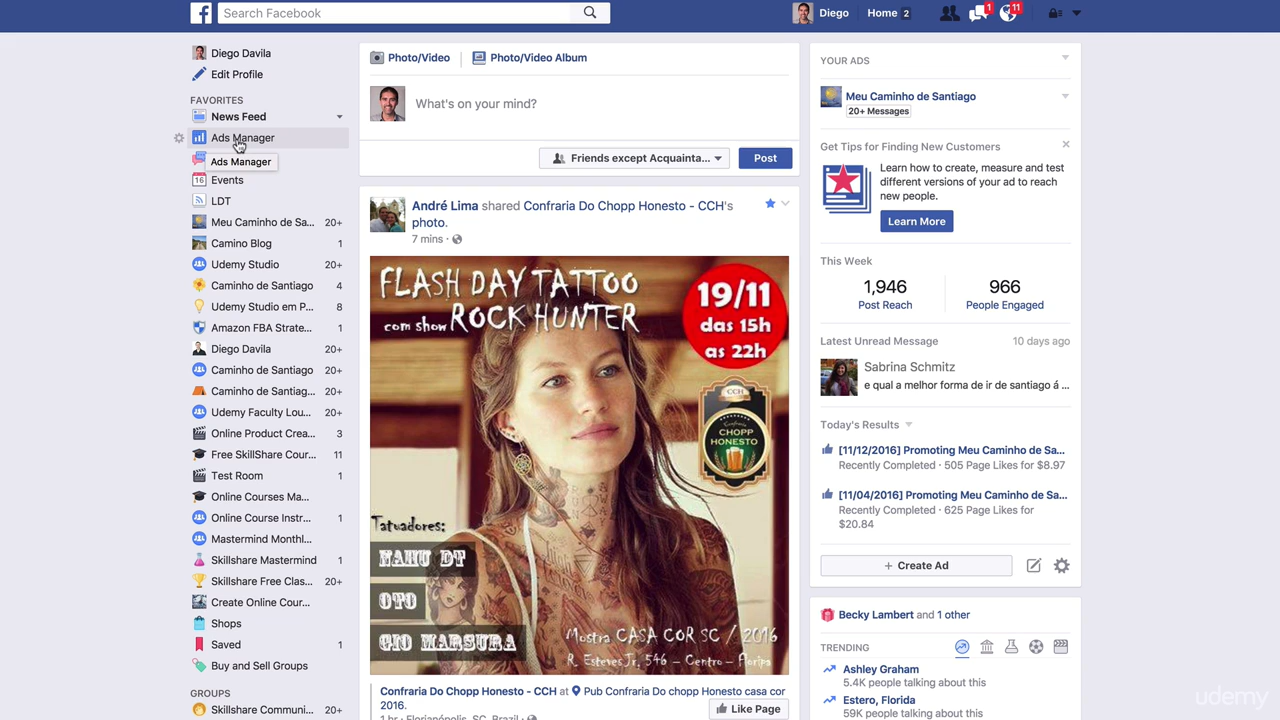 Search Facebook
Diego
Home 2
1
11
Diego Davila
Edit Profile
FAVORITES
News Feed
Ads Manager
Ads Manager
16 Events
LDT
Meu Caminho de Sa... 20+
Camino Blog 1
Udemy Studio 20+
Caminho de Santiago 4
Udemy Studio em P... 8
Amazon FBA Strate... 1
Diego Davila 20+
Caminho de Santiago 20+
Caminho de Santiag... 20+
Udemy Faculty Lou... 20+
Online Product Crea... 3
Free SkillShare Cour... 11
Test Room 1
Online Courses Ma...
Online Course Instr... 1
Mastermind Monthl...
Skillshare Mastermind 1
Skillshare Free Clas... 20+
Create Online Cour...
Shops
Saved 1
Buy and Sell Groups
GROUPS
Skillshare Communi... 20+
Photo/Video
Photo/Video Album
What's on your mind?
Friends except Acquainta...
Post
André Lima shared Confraria Do Chopp Honesto - CCH's
photo.
7 mins ·
FLASH DAY TATTOO
com show ROCK HUNTER
19/11
das 15h
as 22h
CCH
Confraria
CHOPP
HONESTO
Tatuadores:
NAHU DT
OTO
GIO MARSURA
Mostra CASA COR SC / 2016
R. Esteves Jr, 546 - Centro - Floripa
Confraria Do Chopp Honesto - CCH at Pub Confraria Do chopp Honesto casa cor
2016.
1 hr · Florianópolis, SC, Brazil ·
Like Page
YOUR ADS
Meu Caminho de Santiago
20+ Messages
Get Tips for Finding New Customers
Learn how to create, measure and test
different versions of your ad to reach
new people.
Learn More
This Week
1,946
Post Reach
966
People Engaged
Latest Unread Message 10 days ago
Sabrina Schmitz
e qual a melhor forma de ir de santiago á ...
Today's Results
[11/12/2016] Promoting Meu Caminho de Sa...
Recently Completed · 505 Page Likes for $8.97
[11/04/2016] Promoting Meu Caminho de Sa...
Recently Completed · 625 Page Likes for
$20.84
+ Create Ad
Becky Lambert and 1 other
TRENDING
Ashley Graham
5.4K people talking about this
Estero, Florida
59K people talking about this
udemy